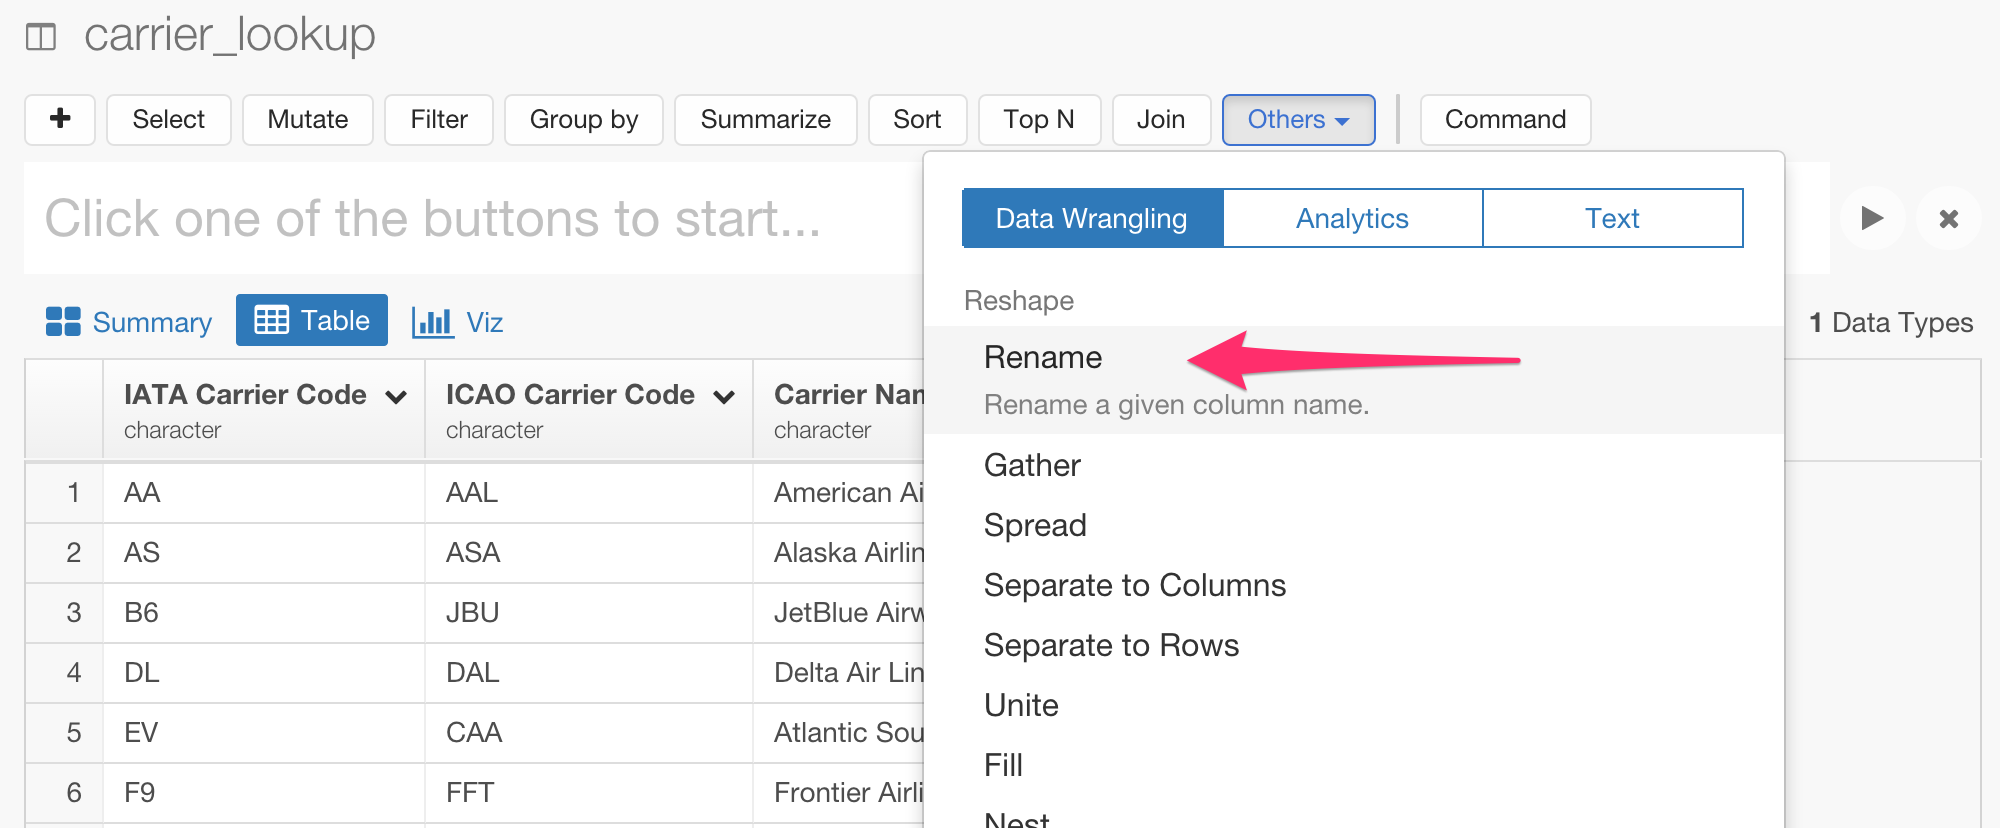 carrier_lookup
+ Select Mutate Filter Group by Summarize Sort Top N Join Others Command
Click one of the buttons to start...
Data Wrangling Analytics Text
Reshape
Rename
Rename a given column name.
Gather
Spread
Separate to Columns
Separate to Rows
Unite
Fill
Nest
Summary Table Viz
1 Data Types
IATA Carrier Code ICAO Carrier Code Carrier Nam
character character character
1 AA AAL American Ai
2 AS ASA Alaska Airlin
3 B6 JBU JetBlue Airw
4 DL DAL Delta Air Lin
5 EV CAA Atlantic Sou
6 F9 FFT Frontier Airli